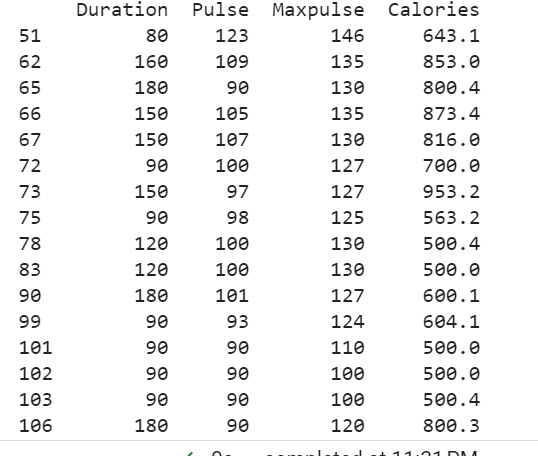 Duration Pulse Maxpulse Calories
51 80 123 146 643.1
62 160 109 135 853.0
65 180 90 130 800.4
66 150 105 135 873.4
67 150 107 130 816.0
72 90 100 127 700.0
73 150 97 127 953.2
75 90 98 125 563.2
78 120 100 130 500.4
83 120 100 130 500.0
90 180 101 127 600.1
99 90 93 124 604.1
101 90 90 110 500.0
102 90 90 100 500.0
103 90 90 100 500.4
106 180 90 120 800.3
completed at 11:21 PM